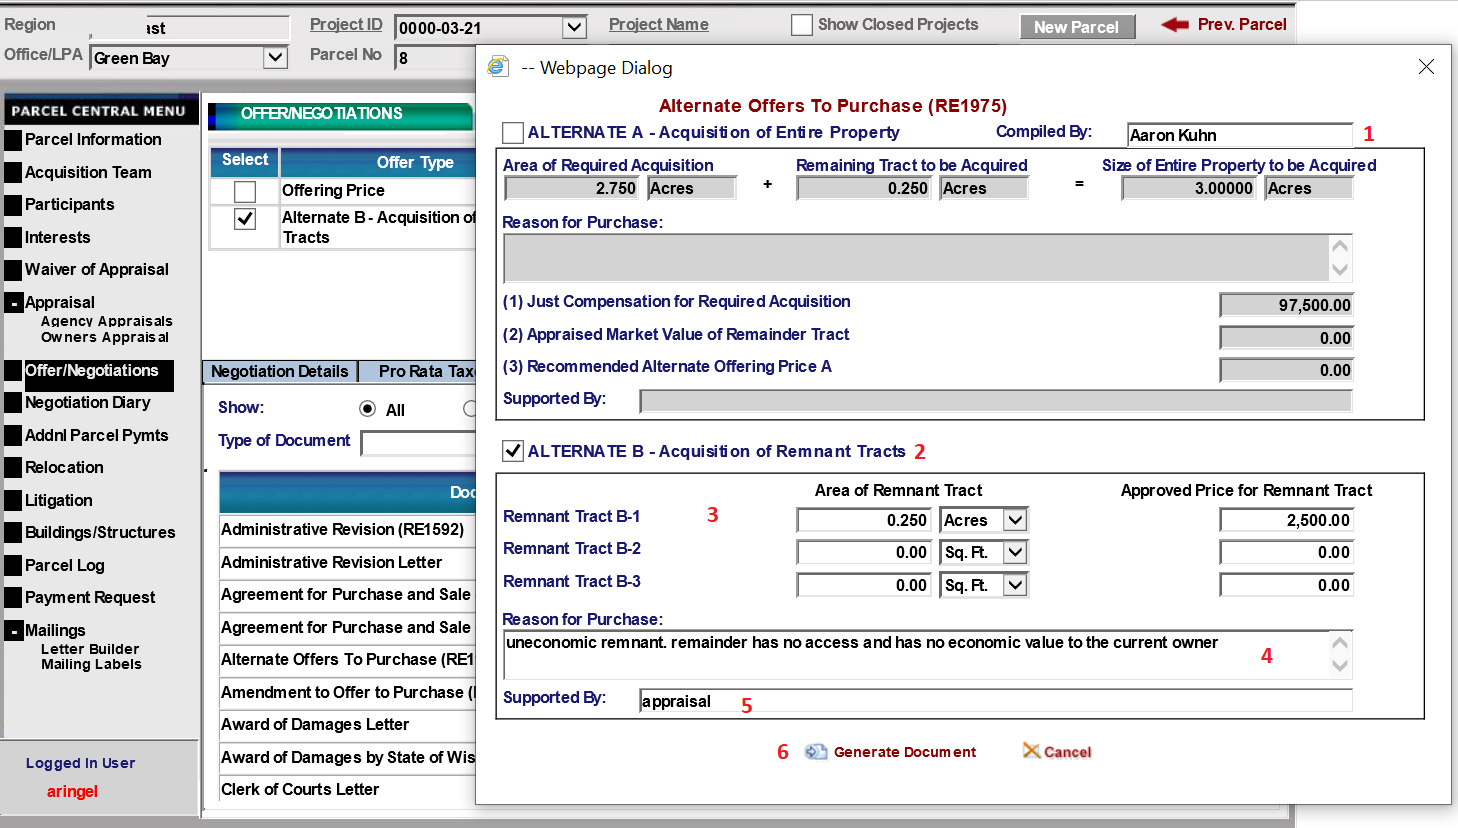 Region ast Project ID 0000-03-21 Project Name Show Closed Projects New Parcel Prev. Parcel
Office/LPA Green Bay Parcel No 8
-- Webpage Dialog
PARCEL CENTRAL MENU
Parcel Information
Acquisition Team
Participants
Interests
Waiver of Appraisal
- Appraisal
Agency Appraisals
Owners Appraisal
Offer/Negotiations
Negotiation Diary
Addnl Parcel Pymts
Relocation
Litigation
Buildings/Structures
Parcel Log
Payment Request
- Mailings
Letter Builder
Mailing Labels
Logged In User
aringel
OFFER/NEGOTIATIONS
Select Offer Type
Offering Price
Alternate B - Acquisition of
Tracts
Negotiation Details Pro Rata Tax
Show: All
Type of Document
Doc
Administrative Revision (RE1592)
Administrative Revision Letter
Agreement for Purchase and Sale
Agreement for Purchase and Sale
Alternate Offers To Purchase (RE1
Amendment to Offer to Purchase (
Award of Damages Letter
Award of Damages by State of Wis
Clerk of Courts Letter
Alternate Offers To Purchase (RE1975)
ALTERNATE A - Acquisition of Entire Property Compiled By: Aaron Kuhn 1
Area of Required Acquisition Remaining Tract to be Acquired Size of Entire Property to be Acquired
2.750 Acres + 0.250 Acres = 3.00000 Acres
Reason for Purchase:
(1) Just Compensation for Required Acquisition 97,500.00
(2) Appraised Market Value of Remainder Tract 0.00
(3) Recommended Alternate Offering Price A 0.00
Supported By:
ALTERNATE B - Acquisition of Remnant Tracts 2
Area of Remnant Tract Approved Price for Remnant Tract
Remnant Tract B-1 3 0.250 Acres 2,500.00
Remnant Tract B-2 0.00 Sq. Ft. 0.00
Remnant Tract B-3 0.00 Sq. Ft. 0.00
Reason for Purchase:
uneconomic remnant. remainder has no access and has no economic value to the current owner
4
Supported By: appraisal 5
6 Generate Document Cancel